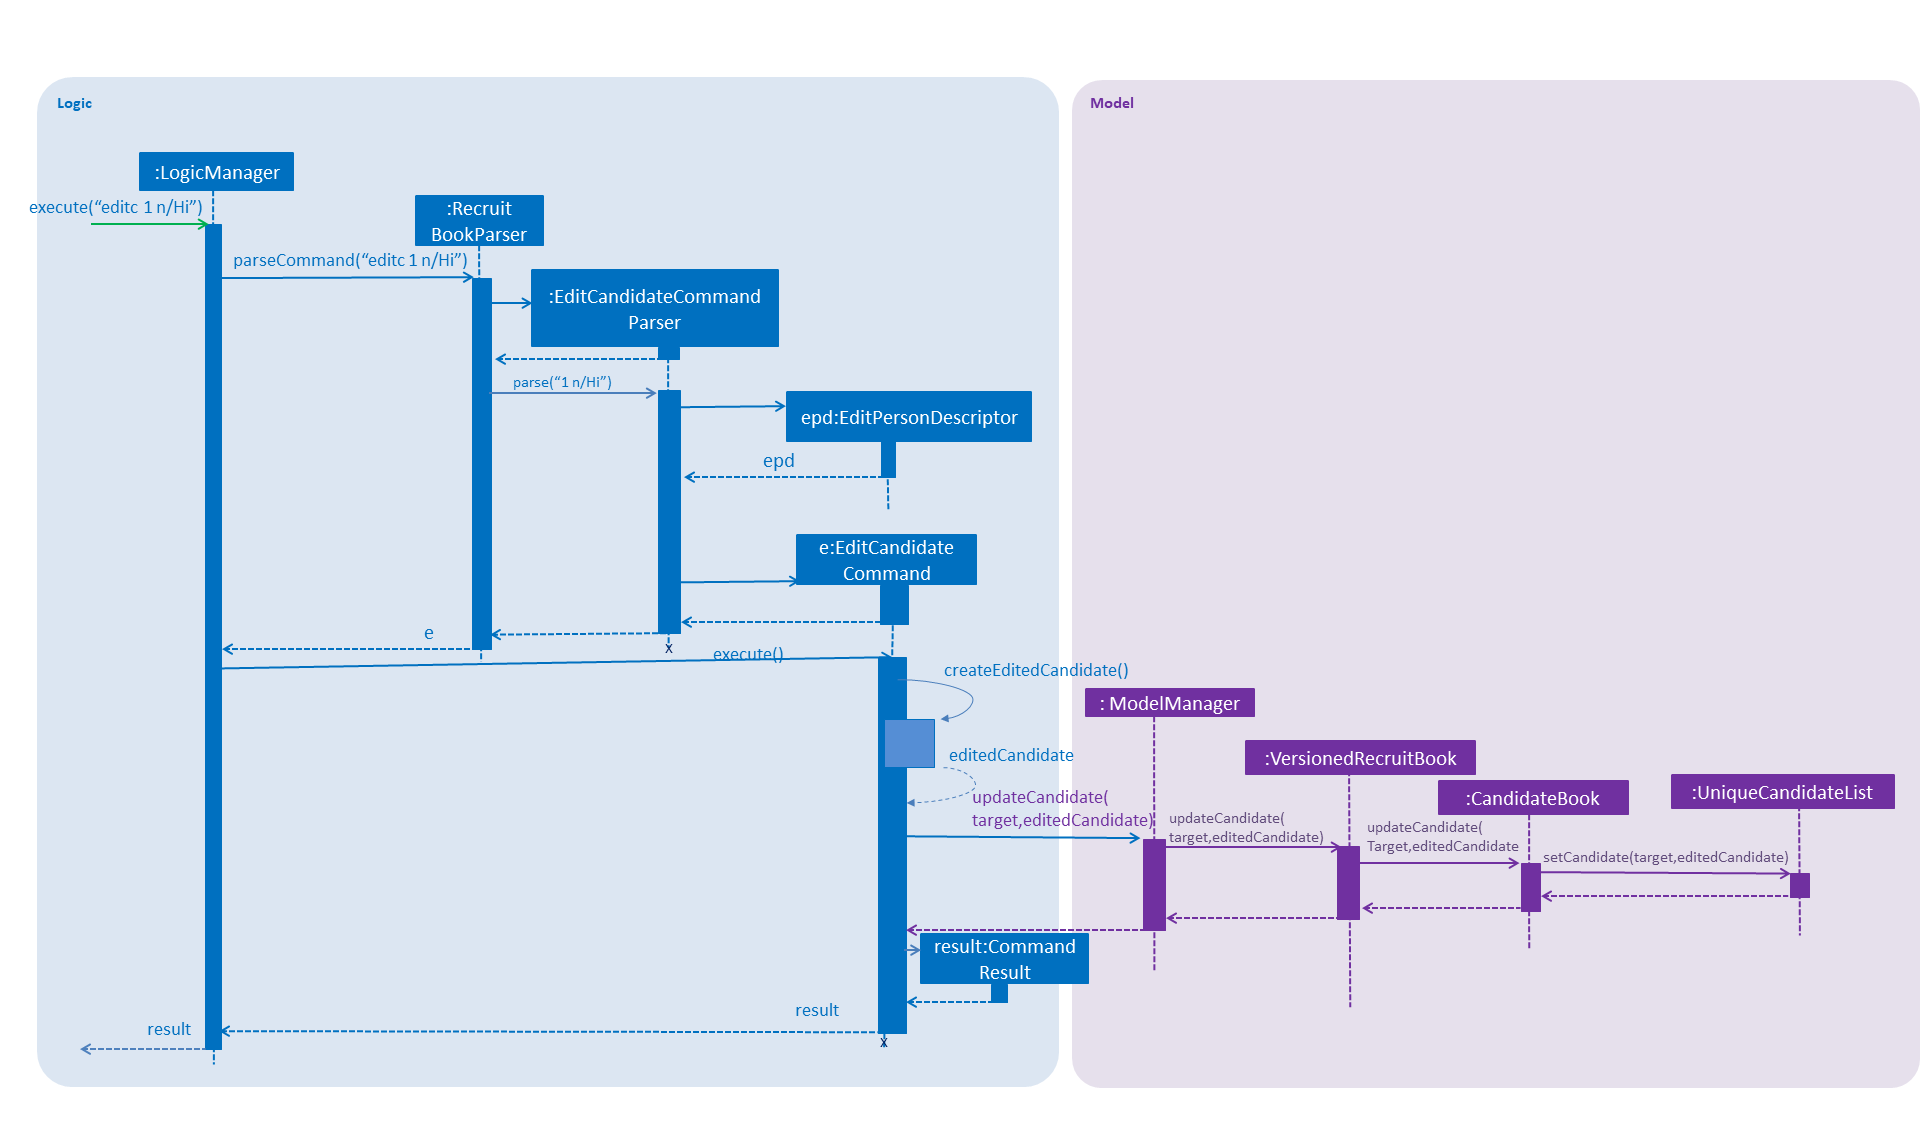 Logic
Model
:LogicManager
execute(“editc 1 n/Hi”)
:Recruit
BookParser
parseCommand(“editc 1 n/Hi”)
:EditCandidateCommand
Parser
parse(“1 n/Hi”)
epd:EditPersonDescriptor
epd
e:EditCandidate
Command
e
x
execute()
createEditedCandidate()
: ModelManager
editedCandidate
:VersionedRecruitBook
:CandidateBook
:UniqueCandidateList
updateCandidate(
target,editedCandidate)
updateCandidate(
target,editedCandidate)
updateCandidate(
Target,editedCandidate
setCandidate(target,editedCandidate)
result:Command
Result
result
result
x